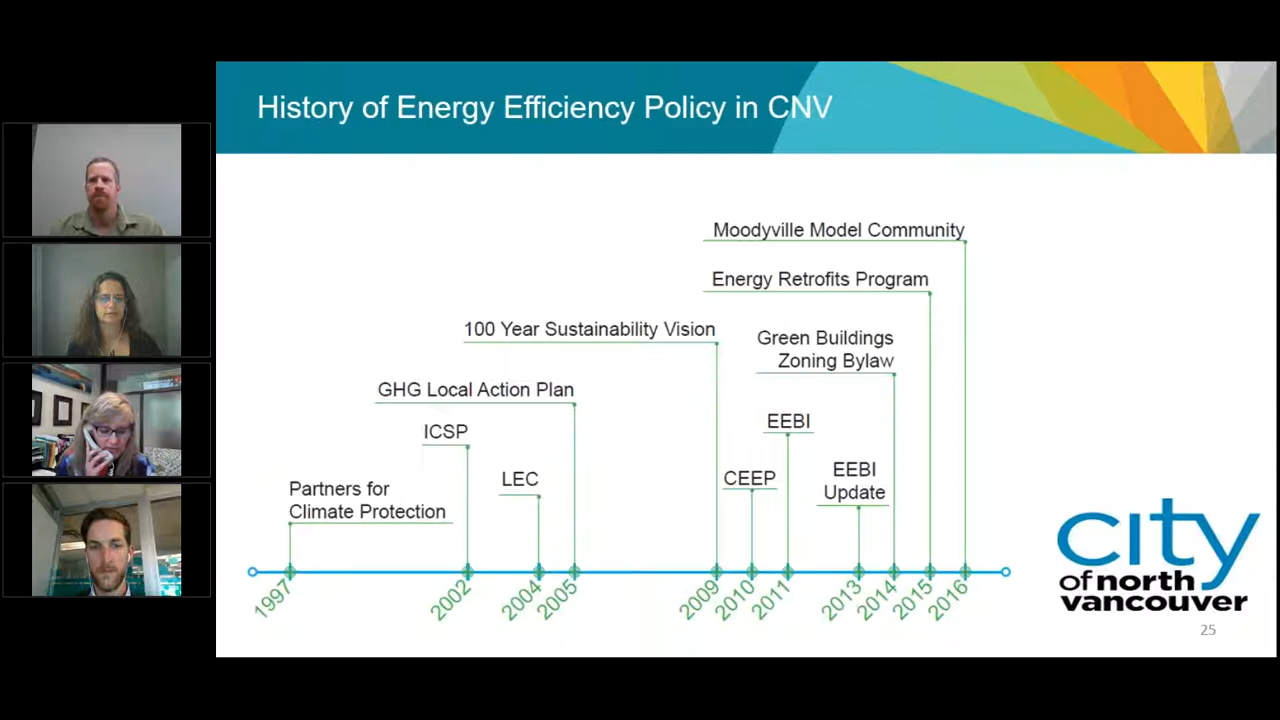 History of Energy Efficiency Policy in CNV
Moodyville Model Community
Energy Retrofits Program
100 Year Sustainability Vision
Green Buildings
Zoning Bylaw
GHG Local Action Plan
ICSP
EEBI
LEC
CEEP
EEBI
Update
Partners for
Climate Protection
1997
2002
2004
2005
2009
2010
2011
2013
2014
2015
2016
city
of north
vancouver
25